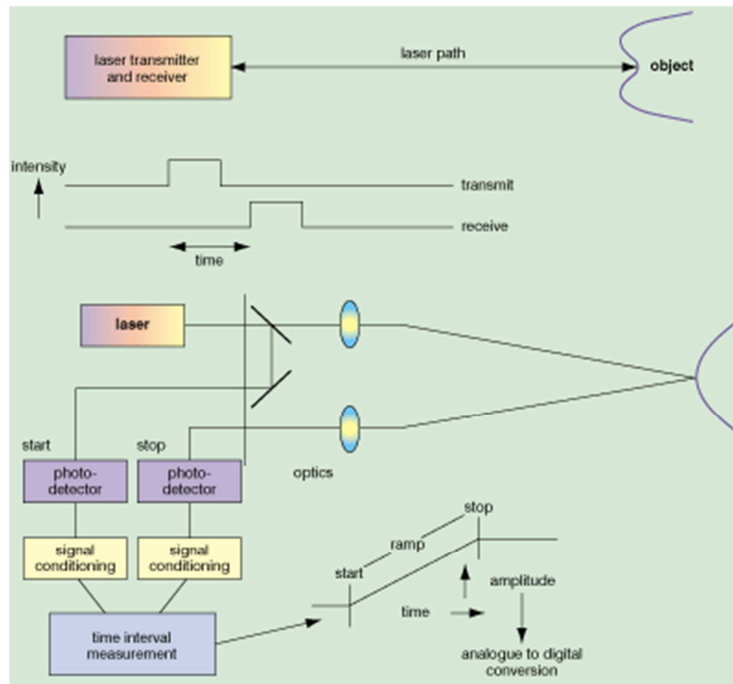 laser transmitter
and receiver
laser path
object
intensity
transmit
receive
time
laser
start
stop
photo-
detector
photo-
detector
optics
signal
conditioning
signal
conditioning
time interval
measurement
stop
ramp
start
amplitude
time
analogue to digital
conversion